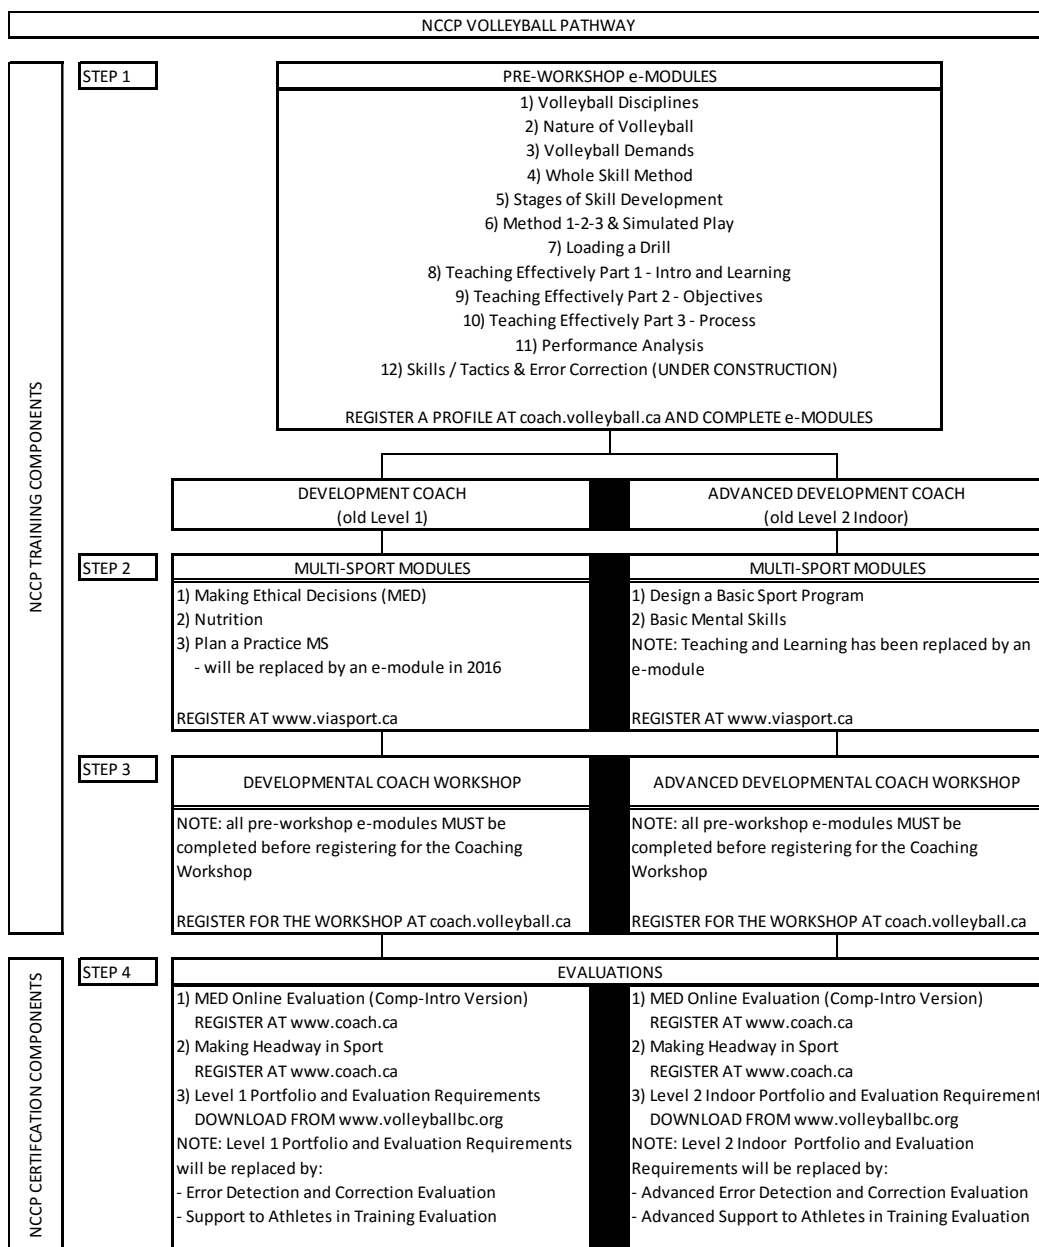 NCCP VOLLEYBALL PATHWAY
NCCP TRAINING COMPONENTS
STEP 1
PRE-WORKSHOP e-MODULES
1) Volleyball Disciplines
2) Nature of Volleyball
3) Volleyball Demands
4) Whole Skill Method
5) Stages of Skill Development
6) Method 1-2-3 & Simulated Play
7) Loading a Drill
8) Teaching Effectively Part 1 - Intro and Learning
9) Teaching Effectively Part 2 - Objectives
10) Teaching Effectively Part 3 - Process
11) Performance Analysis
12) Skills / Tactics & Error Correction (UNDER CONSTRUCTION)
REGISTER A PROFILE AT coach.volleyball.ca AND COMPLETE e-MODULES
DEVELOPMENT COACH
(old Level 1)
ADVANCED DEVELOPMENT COACH
(old Level 2 Indoor)
STEP 2
MULTI-SPORT MODULES
1) Making Ethical Decisions (MED)
2) Nutrition
3) Plan a Practice MS
- will be replaced by an e-module in 2016
REGISTER AT www.viasport.ca
MULTI-SPORT MODULES
1) Design a Basic Sport Program
2) Basic Mental Skills
NOTE: Teaching and Learning has been replaced by an
e-module
REGISTER AT www.viasport.ca
STEP 3
DEVELOPMENTAL COACH WORKSHOP
NOTE: all pre-workshop e-modules MUST be
completed before registering for the Coaching
Workshop
REGISTER FOR THE WORKSHOP AT coach.volleyball.ca
ADVANCED DEVELOPMENTAL COACH WORKSHOP
NOTE: all pre-workshop e-modules MUST be
completed before registering for the Coaching
Workshop
REGISTER FOR THE WORKSHOP AT coach.volleyball.ca
NCCP CERTIFCATION COMPONENTS
STEP 4
EVALUATIONS
1) MED Online Evaluation (Comp-Intro Version)
REGISTER AT www.coach.ca
2) Making Headway in Sport
REGISTER AT www.coach.ca
3) Level 1 Portfolio and Evaluation Requirements
DOWNLOAD FROM www.volleyballbc.org
NOTE: Level 1 Portfolio and Evaluation Requirements
will be replaced by:
- Error Detection and Correction Evaluation
- Support to Athletes in Training Evaluation
1) MED Online Evaluation (Comp-Intro Version)
REGISTER AT www.coach.ca
2) Making Headway in Sport
REGISTER AT www.coach.ca
3) Level 2 Indoor Portfolio and Evaluation Requirement
DOWNLOAD FROM www.volleyballbc.org
NOTE: Level 2 Indoor Portfolio and Evaluation
Requirements will be replaced by:
- Advanced Error Detection and Correction Evaluation
- Advanced Support to Athletes in Training Evaluation